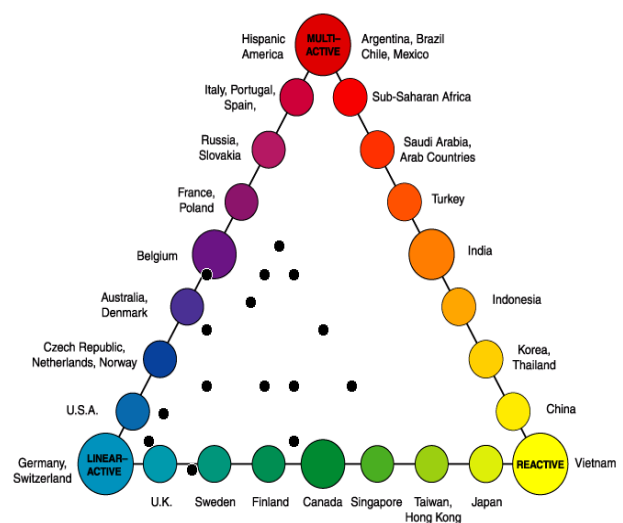 Hispanic
America
MULTI–
ACTIVE
Argentina, Brazil
Chile, Mexico
Italy, Portugal,
Spain,
Sub-Saharan Africa
Russia,
Slovakia
Saudi Arabia,
Arab Countries
France,
Poland
Turkey
Belgium
India
Australia,
Denmark
Indonesia
Czech Republic,
Netherlands, Norway
Korea,
Thailand
U.S.A.
China
Germany,
Switzerland
LINEAR–
ACTIVE
REACTIVE
Vietnam
U.K.
Sweden
Finland
Canada
Singapore
Taiwan,
Hong Kong
Japan